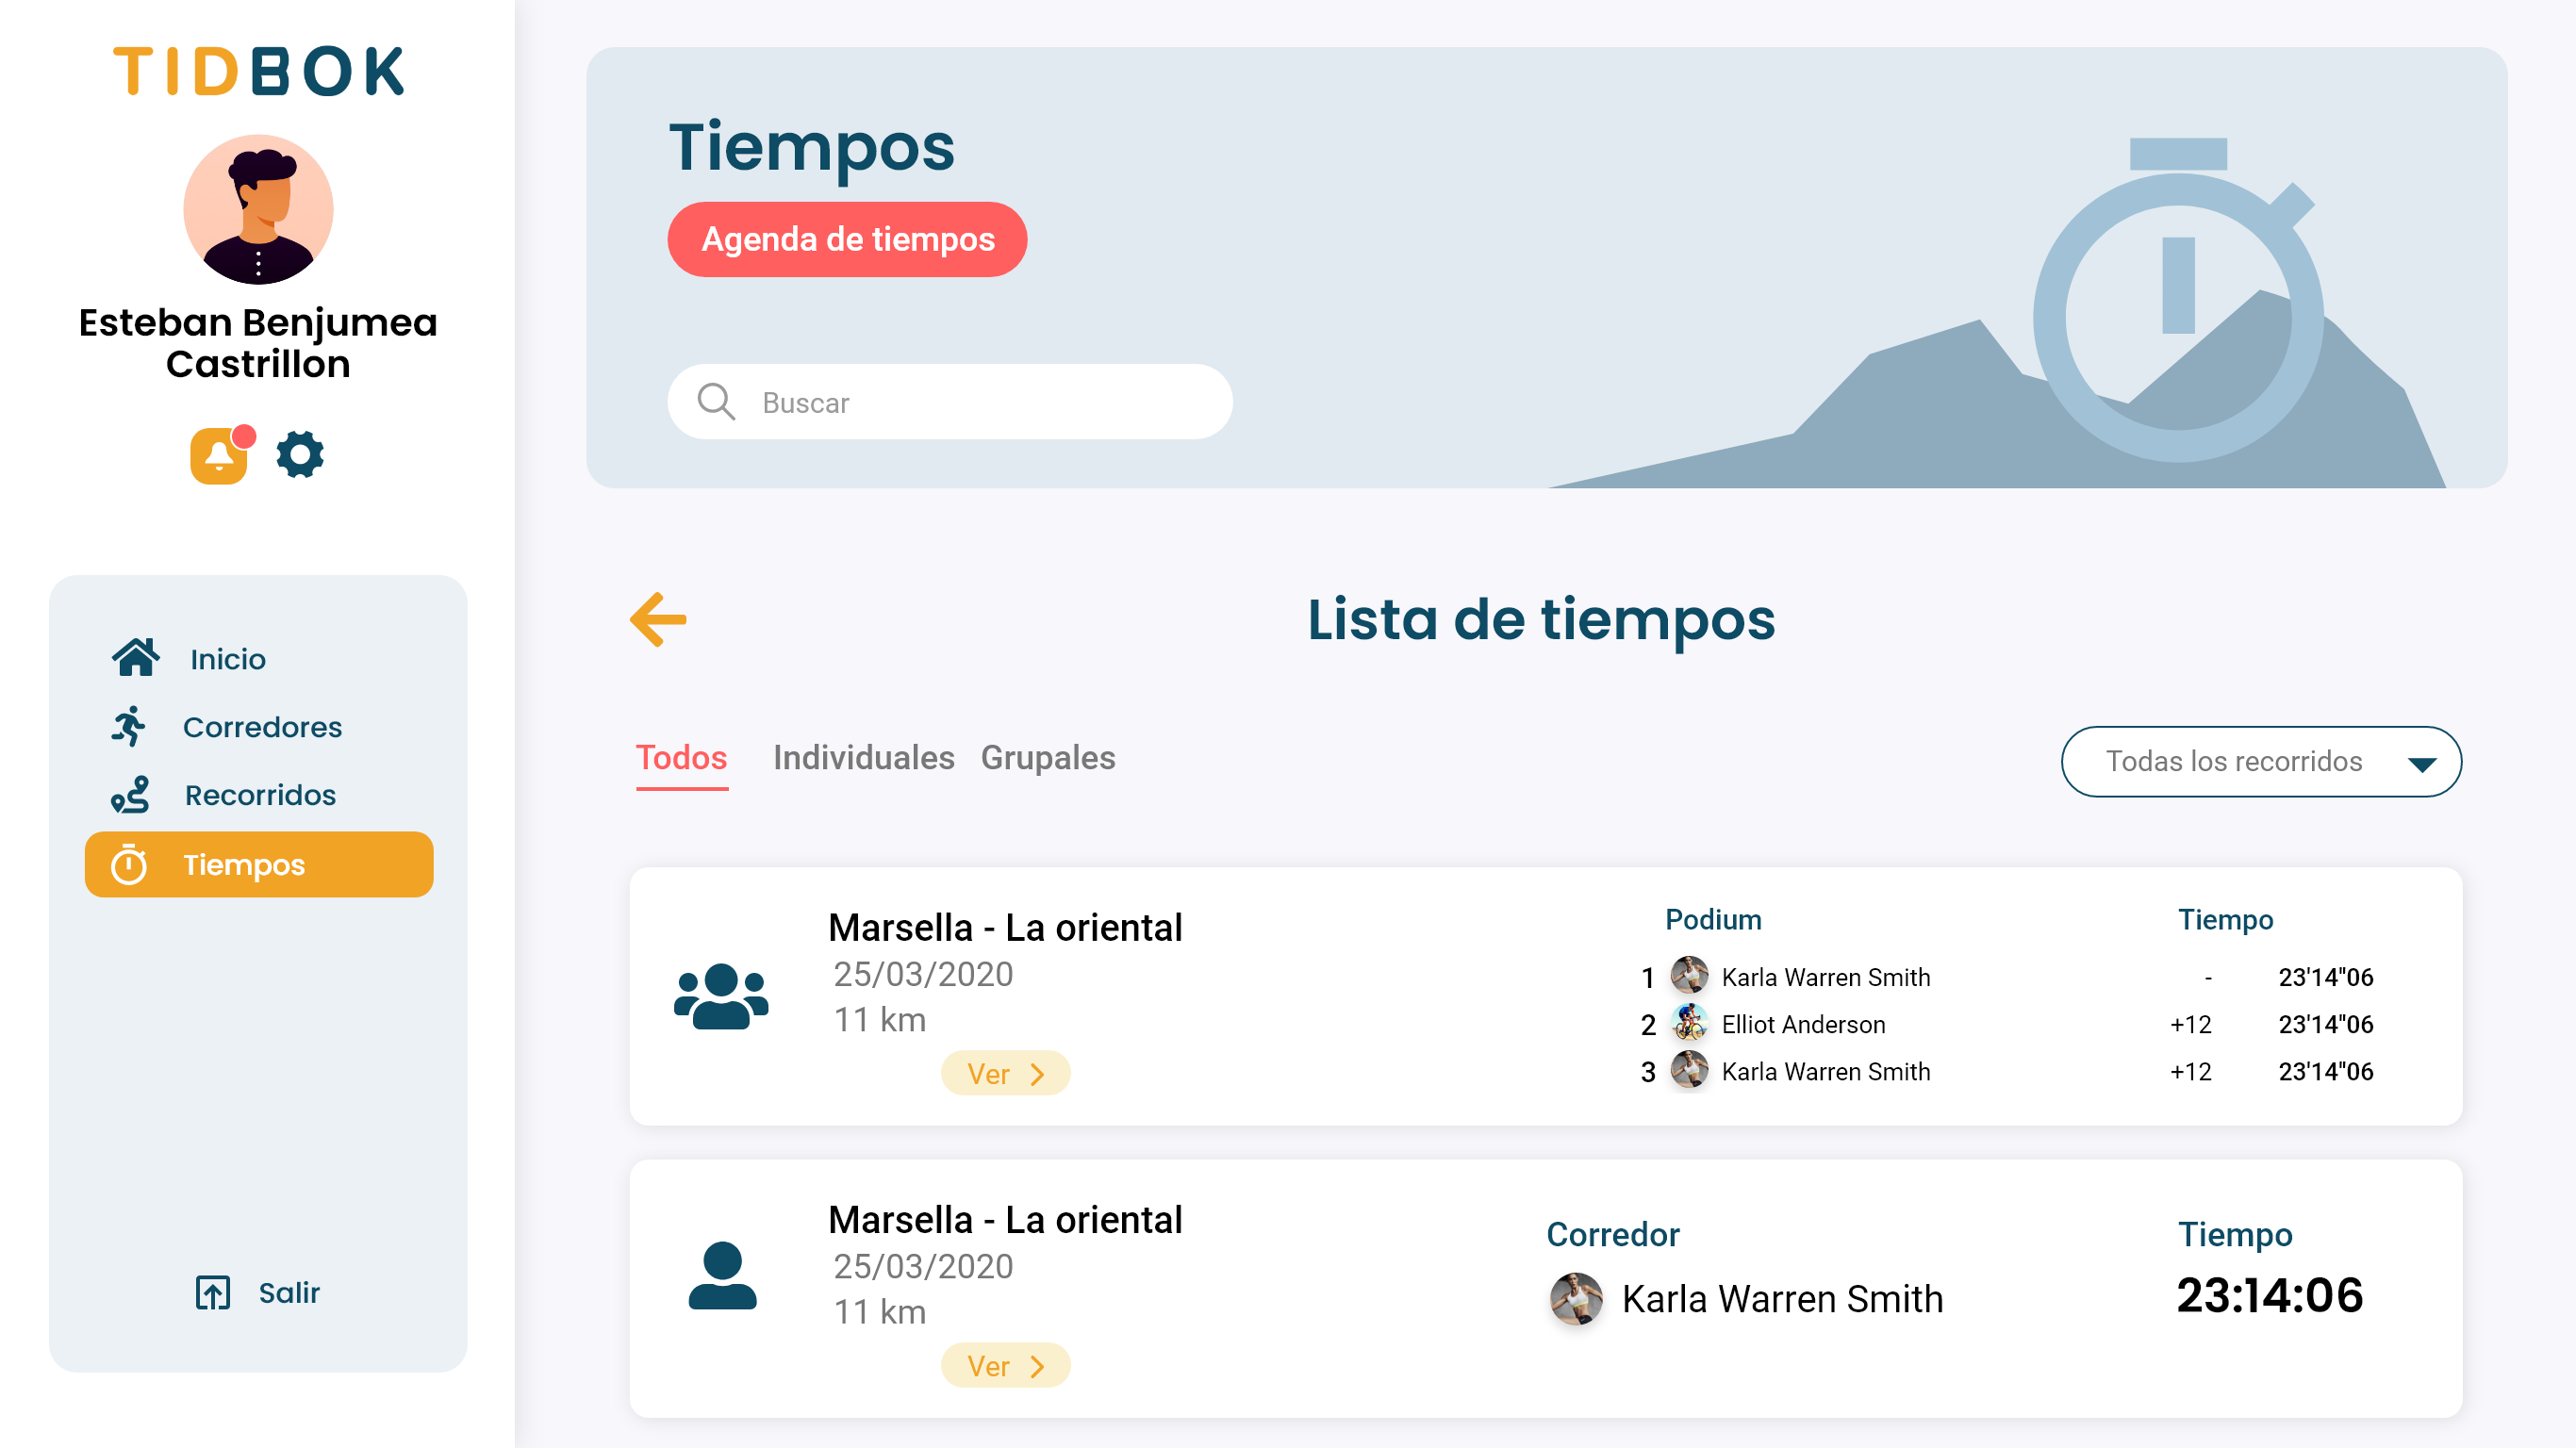 TIDBOK
Esteban Benjumea
Castrillon
Inicio
Corredores
Recorridos
Tiempos
Salir
Tiempos
Agenda de tiempos
Buscar
Lista de tiempos
Todos Individuales Grupales
Todas los recorridos
Marsella - La oriental
25/03/2020
11 km
Ver
Podium Tiempo
1 Karla Warren Smith - 23'14"06
2 Elliot Anderson +12 23'14"06
3 Karla Warren Smith +12 23'14"06
Marsella - La oriental
25/03/2020
11 km
Ver
Corredor Tiempo
Karla Warren Smith 23:14:06